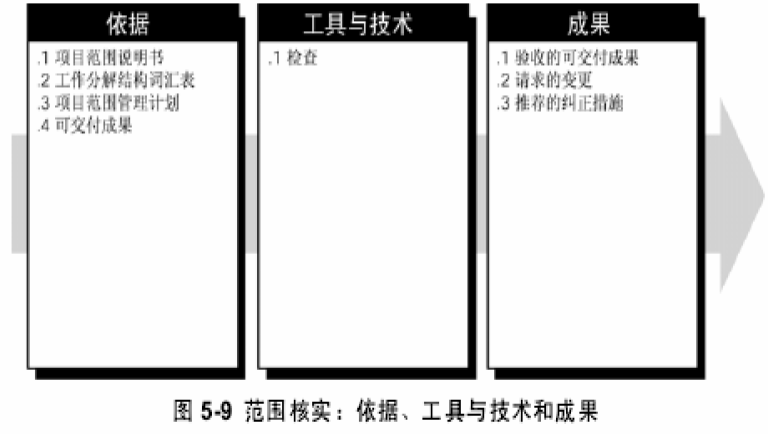 依据
.1 项目范围说明书
.2 工作分解结构词汇表
.3 项目范围管理计划
.4 可交付成果
工具与技术
.1 检查
成果
.1 验收的可交付成果
.2 请求的变更
.3 推荐的纠正措施
图 5-9 范围核实：依据、工具与技术和成果